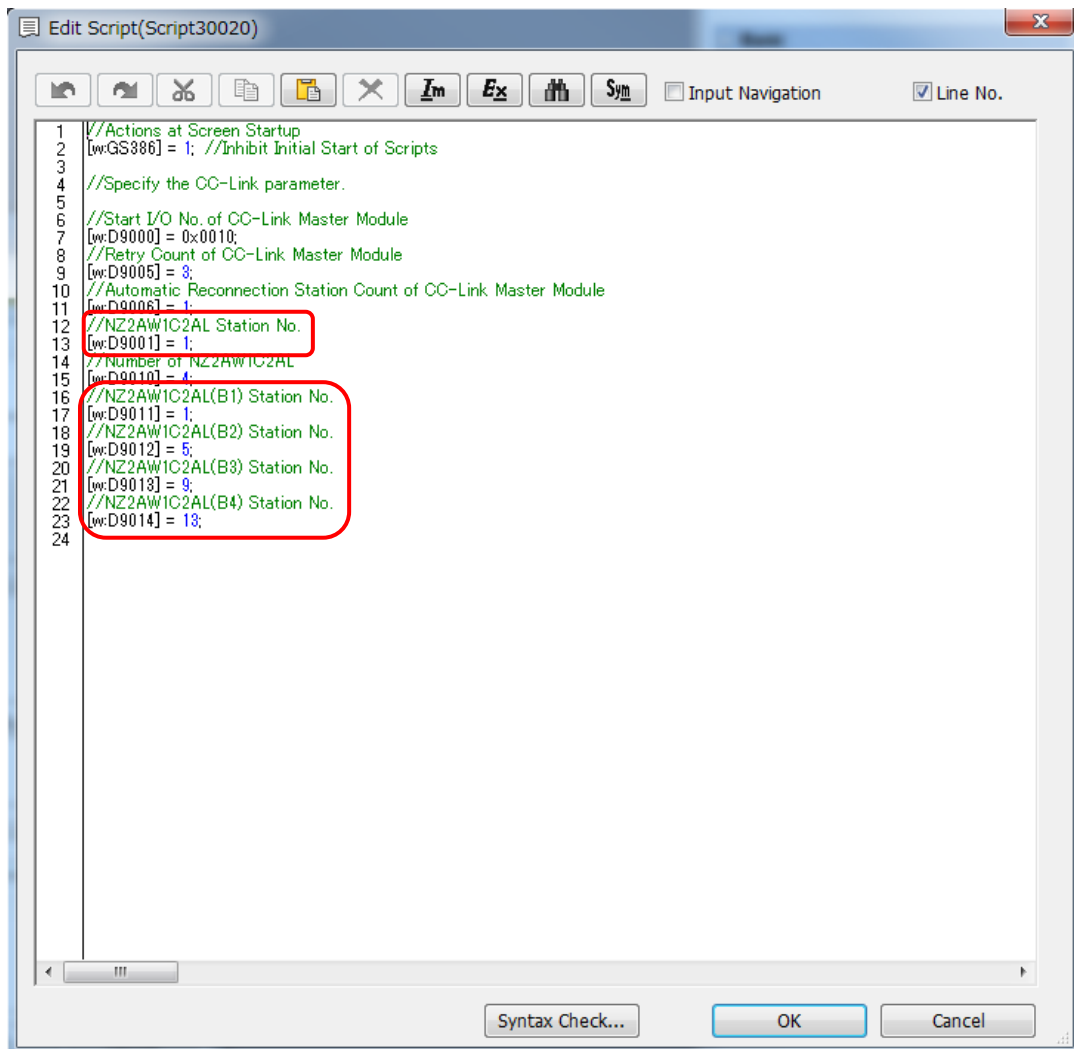 Edit Script(Script30020)
x
Im
Ex
Sym
Input Navigation
Line No.
1 //Actions at Screen Startup
2 [w:GS386] = 1; //Inhibit Initial Start of Scripts
3
4 //Specify the CC-Link parameter.
5
6 //Start I/O No. of CC-Link Master Module
7 [w:D9000] = 0x0010;
8 //Retry Count of CC-Link Master Module
9 [w:D9005] = 3;
10 //Automatic Reconnection Station Count of CC-Link Master Module
11 [w:D9006] = 1;
12 //NZ2AW1C2AL Station No.
13 [w:D9001] = 1;
14 //Number of NZ2AW1C2AL
15 [w:D9010] = 4;
16 //NZ2AW1C2AL(B1) Station No.
17 [w:D9011] = 1;
18 //NZ2AW1C2AL(B2) Station No.
19 [w:D9012] = 5;
20 //NZ2AW1C2AL(B3) Station No.
21 [w:D9013] = 9;
22 //NZ2AW1C2AL(B4) Station No.
23 [w:D9014] = 13;
24
Syntax Check...
OK
Cancel